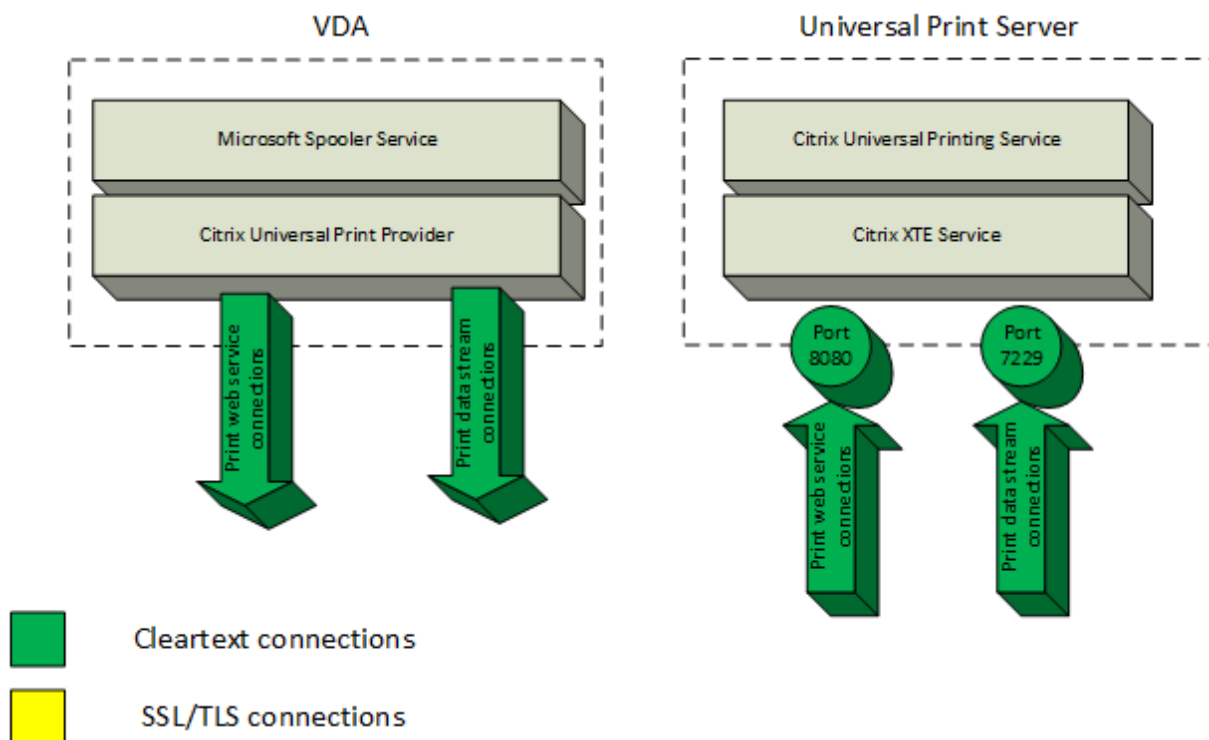 VDA
Universal Print Server
Microsoft Spooler Service
Citrix Universal Print Provider
Citrix Universal Printing Service
Citrix XTE Service
Print web service
connections
Print data stream
connections
Port
8080
Port
7229
Print web service
connections
Print data stream
connections
Cleartext connections
SSL/TLS connections